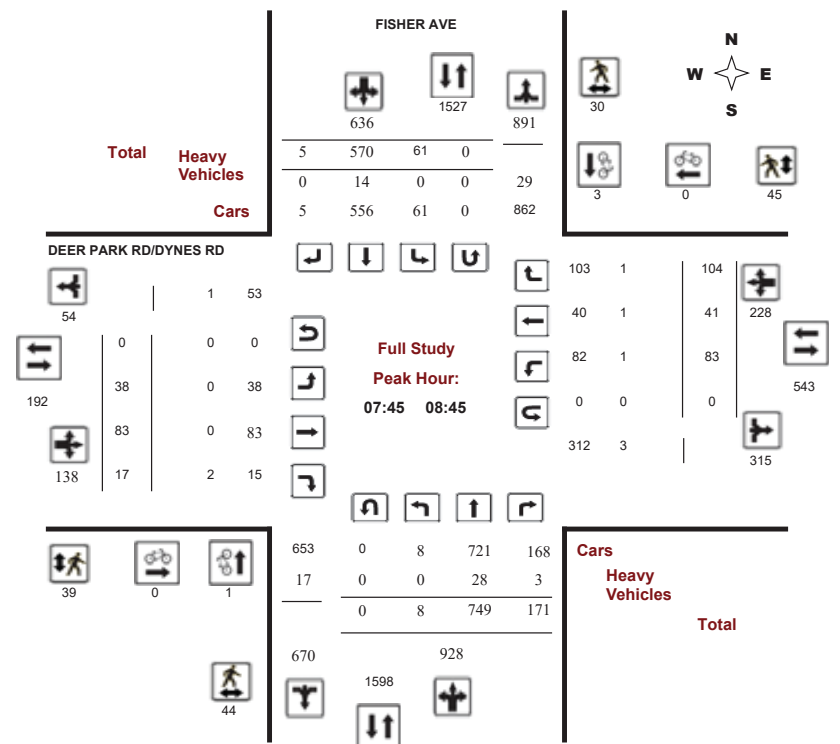 FISHER AVE
N
W E
S
1527
30
636 891
Total Heavy
Vehicles
5 570 61 0
0 14 0 0 29
Cars 5 556 61 0 862
3 0 45
DEER PARK RD/DYNES RD
54
1 53
0 0 0
192
38 0 38
83 0 83
138 17 2 15
Full Study
Peak Hour:
07:45 08:45
103 1 104
40 1 41 228
82 1 83
543
0 0 0
312 3 315
39 0 1
653 0 8 721 168 Cars
17 0 0 28 3 Heavy
Vehicles
0 8 749 171 Total
670 928
1598
44